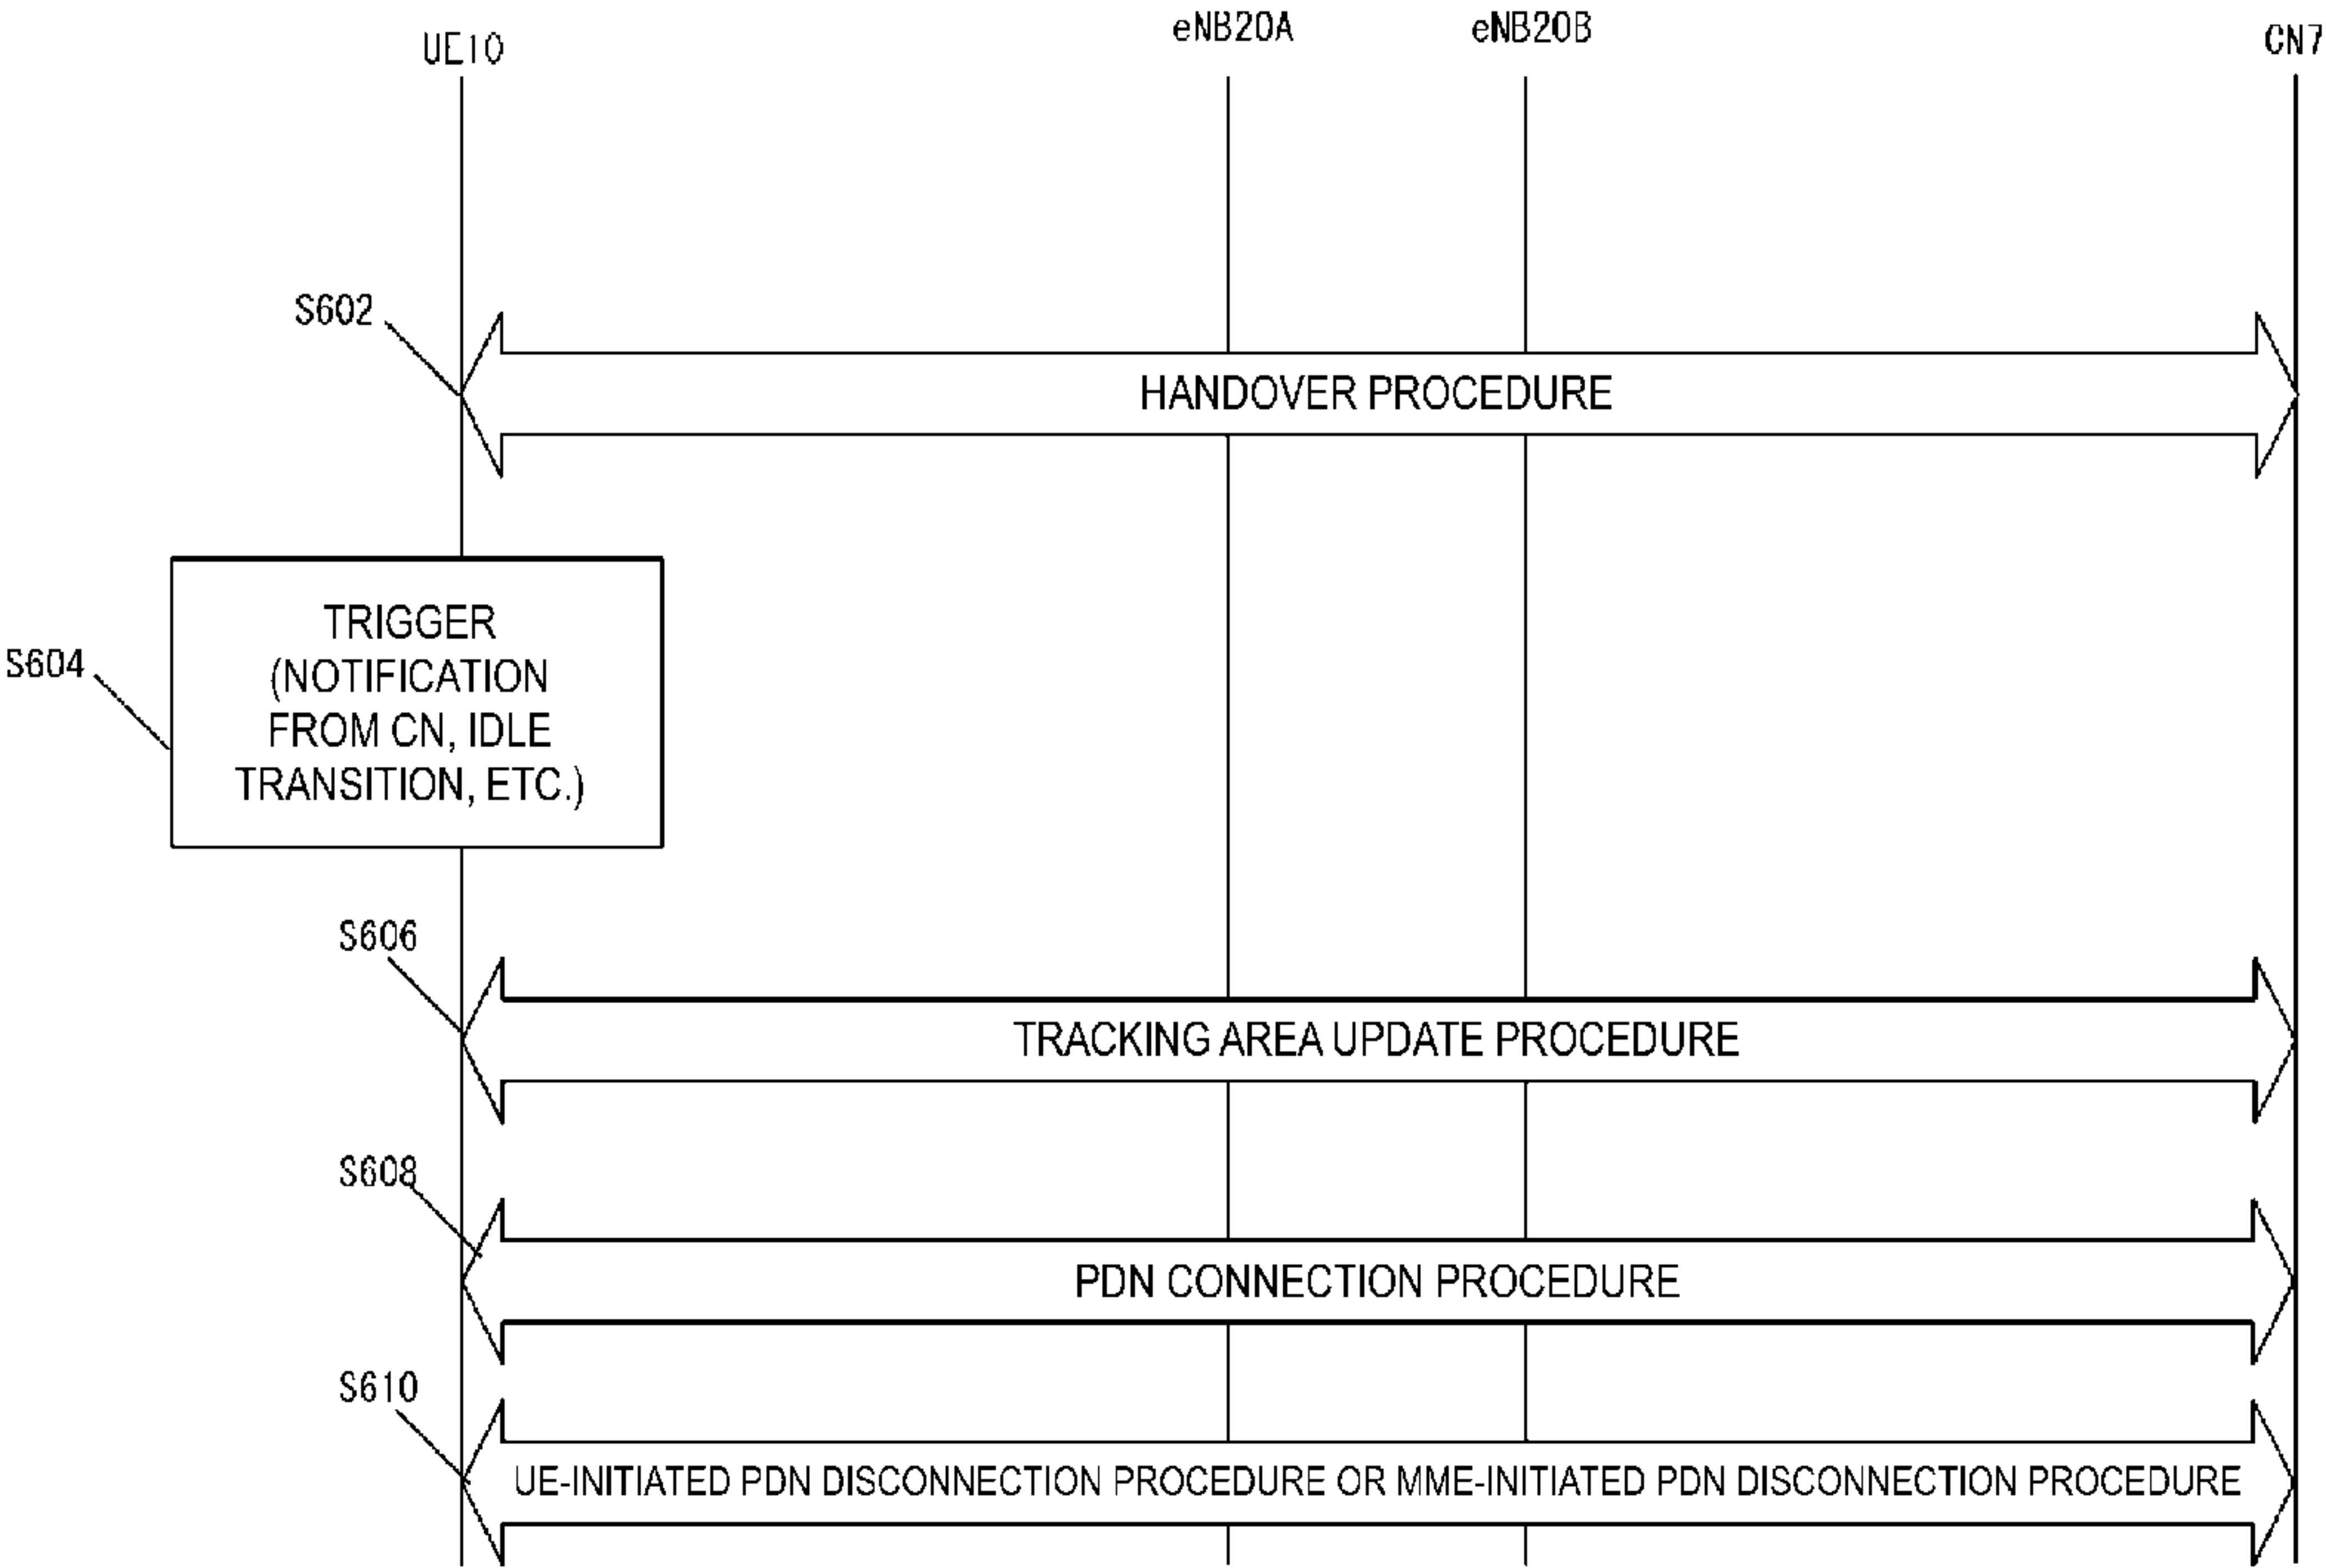 UE10
eNB20A
eNB20B
CN7
S602
HANDOVER PROCEDURE
S604
TRIGGER
(NOTIFICATION
FROM CN, IDLE
TRANSITION, ETC.)
S606
TRACKING AREA UPDATE PROCEDURE
S608
PDN CONNECTION PROCEDURE
S610
UE-INITIATED PDN DISCONNECTION PROCEDURE OR MME-INITIATED PDN DISCONNECTION PROCEDURE